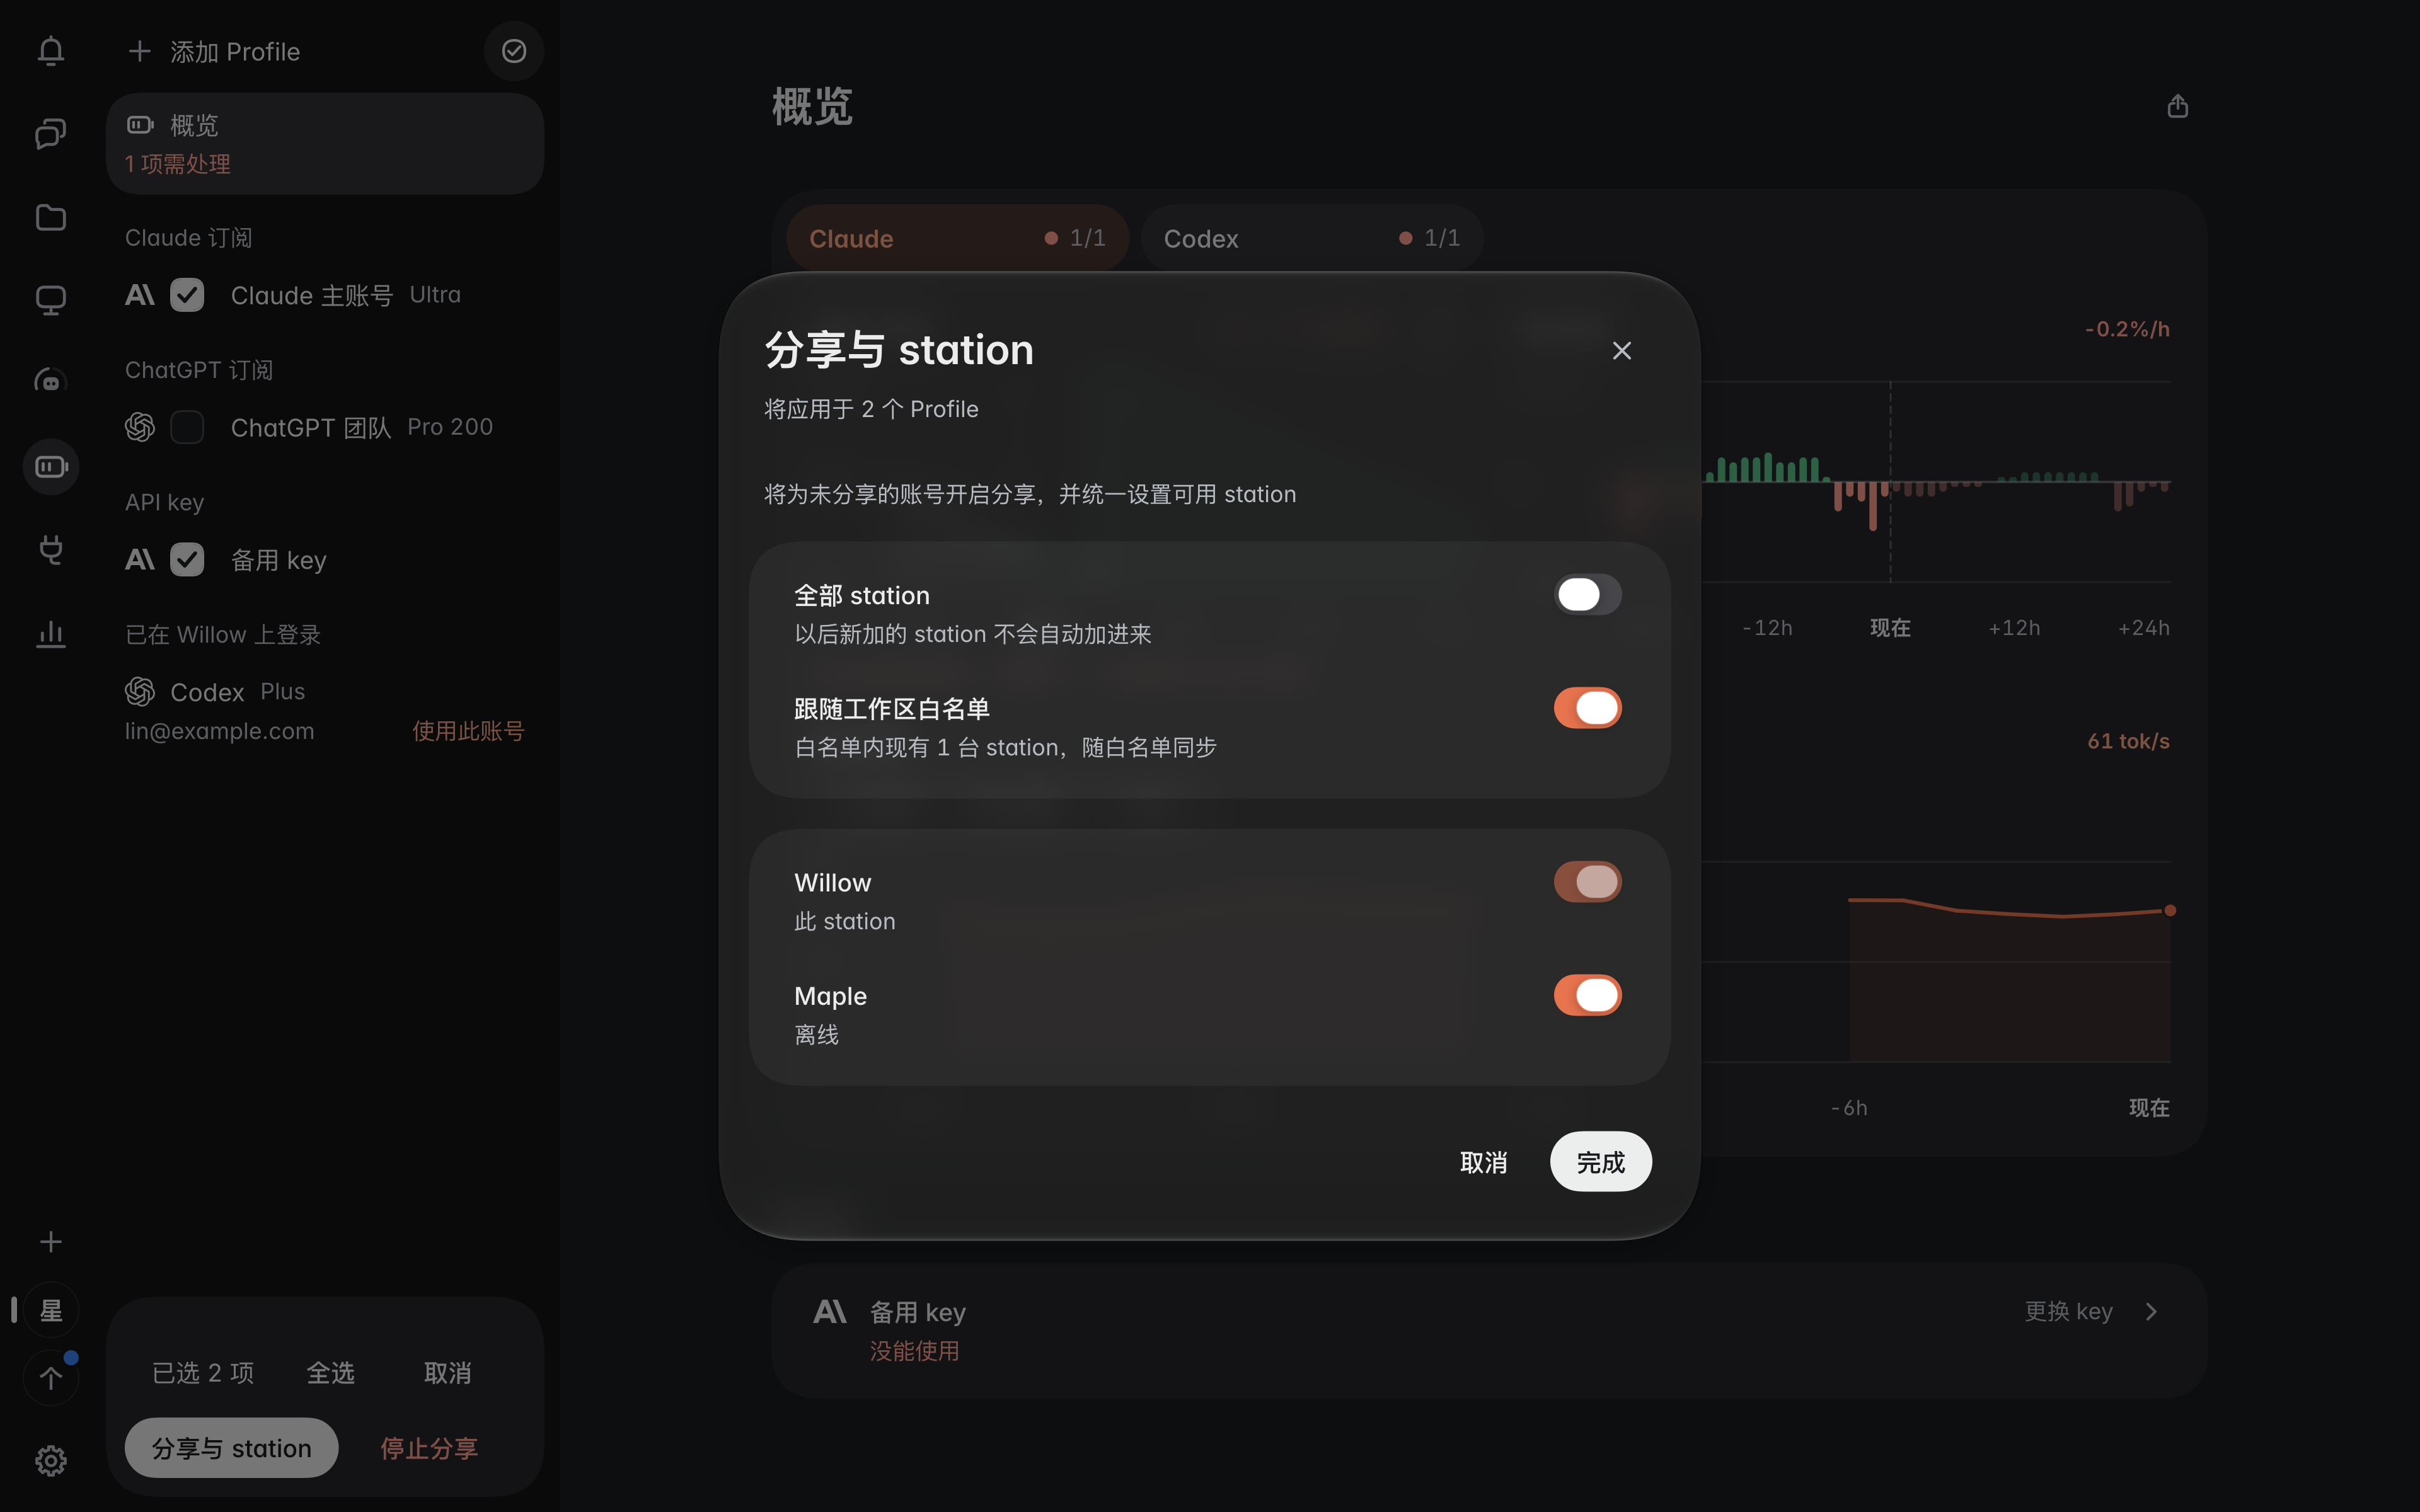 添加 Profile
概览
1 项需处理
Claude 订阅
Claude 主账号 Ultra
ChatGPT 订阅
ChatGPT 团队 Pro 200
API key
备用 key
已在 Willow 上登录
Codex Plus
lin@example.com 使用此账号
星
个
已选 2 项 全选 取消
分享与 station 停止分享
概览
Claude 1/1 Codex 1/1
-0.2%/h
-12h 现在 +12h +24h
61 tok/s
-6h 现在
备用 key 更换 key
没能使用
分享与 station
将应用于 2 个 Profile
将为未分享的账号开启分享，并统一设置可用 station
全部 station
以后新加的 station 不会自动加进来
跟随工作区白名单
白名单内现有 1 台 station，随白名单同步
Willow
此 station
Maple
离线
取消 完成